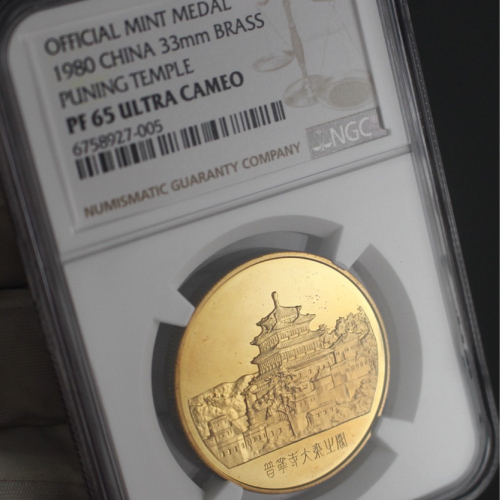 OFFICIAL MINT MEDAL
1980 CHINA 33mm BRASS
PUNING TEMPLE
PF 65 ULTRA CAMEO
6758927-005
NGC
NUMISMATIC GUARANTY COMPANY
普寧寺大乘之閣